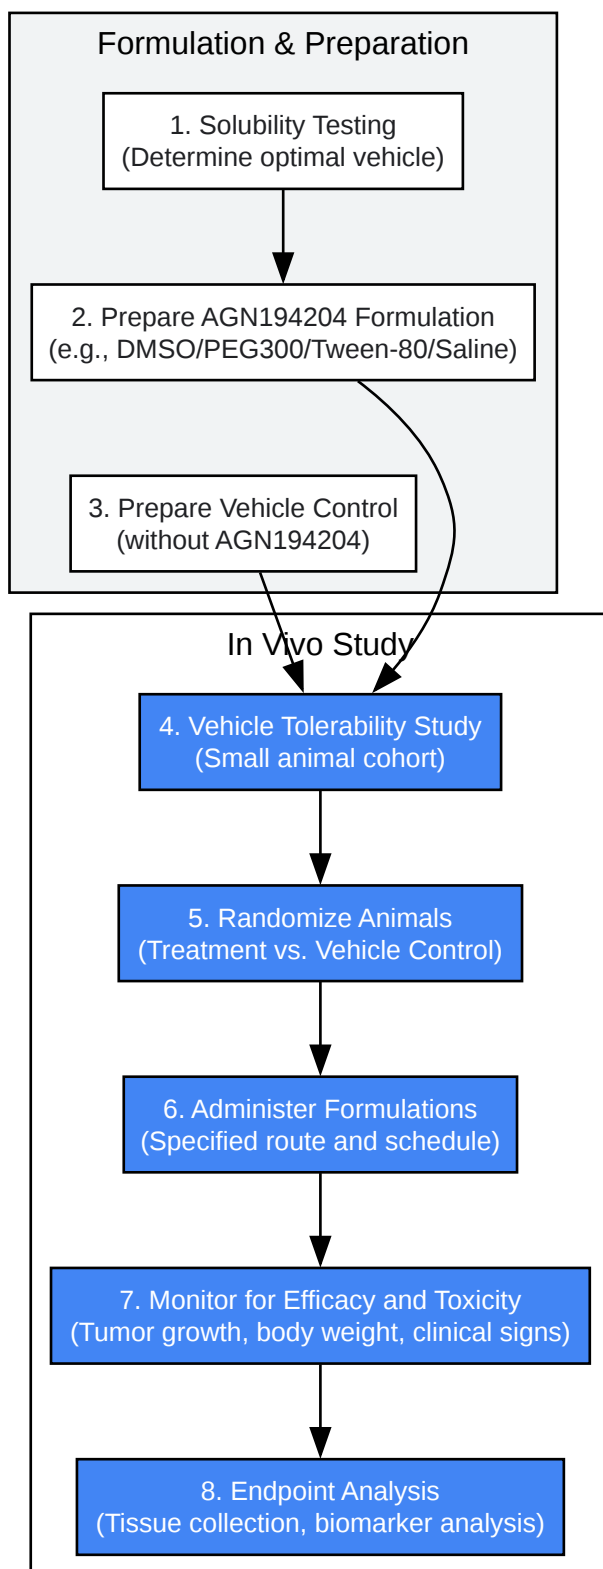 Formulation & Preparation
1. Solubility Testing
(Determine optimal vehicle)
2. Prepare AGN194204 Formulation
(e.g., DMSO/PEG300/Tween-80/Saline)
3. Prepare Vehicle Control
(without AGN194204)
In Vivo Study
4. Vehicle Tolerability Study
(Small animal cohort)
5. Randomize Animals
(Treatment vs. Vehicle Control)
6. Administer Formulations
(Specified route and schedule)
7. Monitor for Efficacy and Toxicity
(Tumor growth, body weight, clinical signs)
8. Endpoint Analysis
(Tissue collection, biomarker analysis)